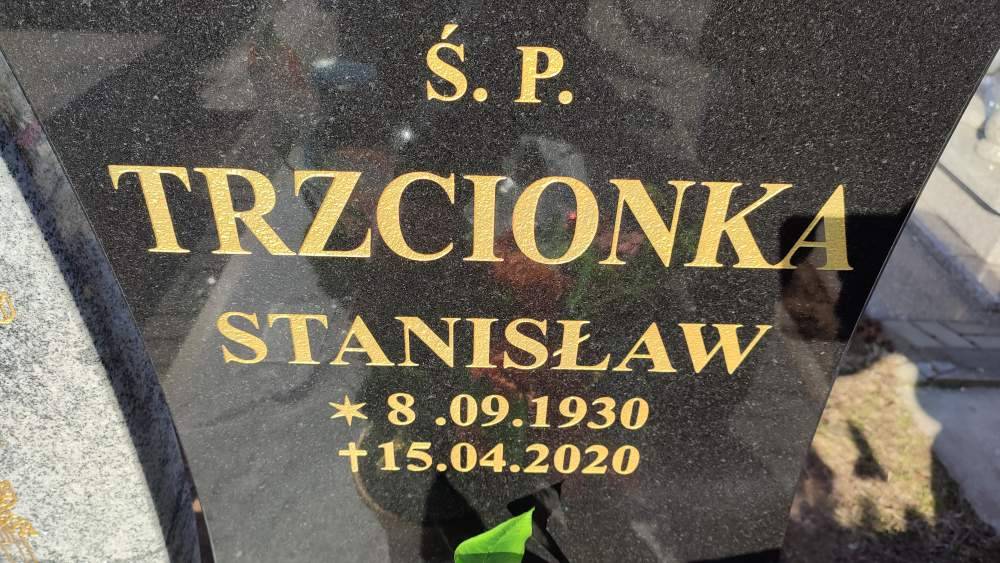 Ś. P.
TRZCIONKA
STANISŁAW
✶ 8 .09.1930
✝ 15.04.2020